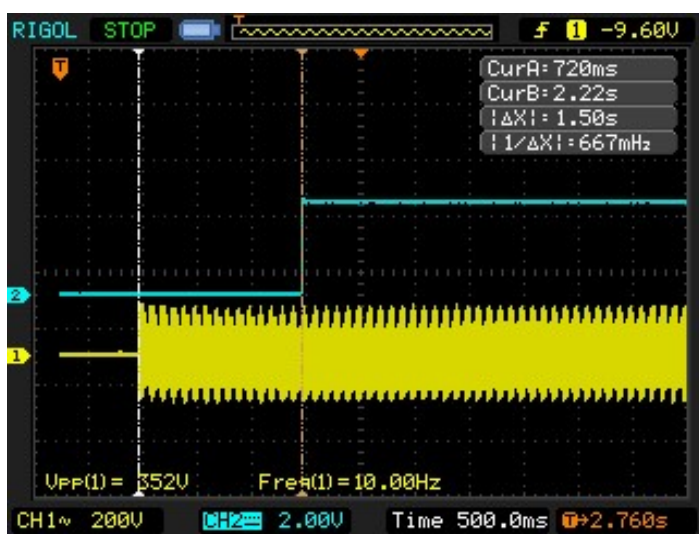 RIGOL STOP T f 1 -9.60V
T
CurA=720ms
CurB=2.22s
|ΔX|=1.50s
|1/ΔX|=667mHz
2
1
Vpp(1)= 352V Freq(1)=10.00Hz
CH1~ 200V CH2 2.00V Time 500.0ms T→2.760s